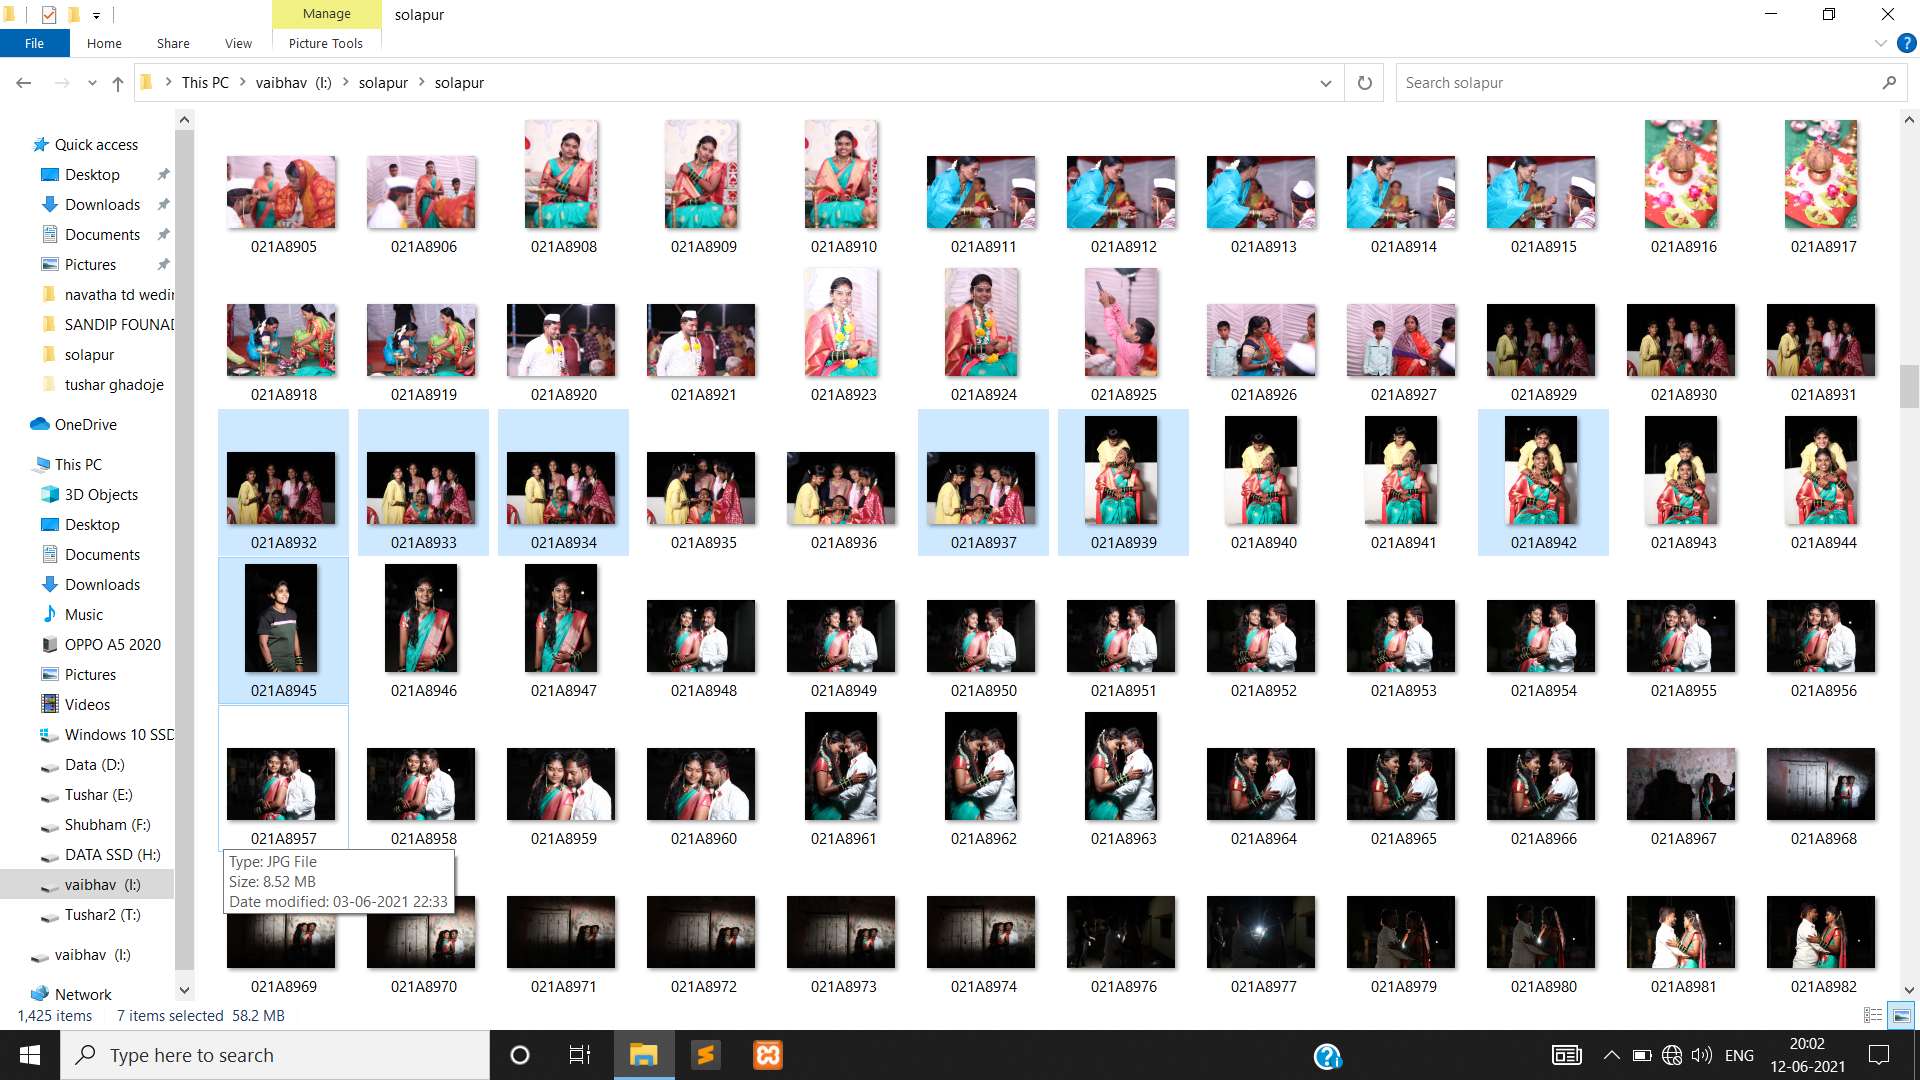 Manage
solapur
File
Home
Share
View
Picture Tools
This PC
vaibhav (I:)
solapur
solapur
Search solapur
Quick access
Desktop
Downloads
Documents
Pictures
navatha td wedin
SANDIP FOUNAD
solapur
tushar ghadoje
OneDrive
This PC
3D Objects
Desktop
Documents
Downloads
Music
OPPO A5 2020
Pictures
Videos
Windows 10 SSD
Data (D:)
Tushar (E:)
Shubham (F:)
DATA SSD (H:)
vaibhav (I:)
Tushar2 (T:)
vaibhav (I:)
Network
021A8905 021A8906 021A8908 021A8909 021A8910 021A8911 021A8912 021A8913 021A8914 021A8915 021A8916 021A8917
021A8918 021A8919 021A8920 021A8921 021A8923 021A8924 021A8925 021A8926 021A8927 021A8929 021A8930 021A8931
021A8932 021A8933 021A8934 021A8935 021A8936 021A8937 021A8939 021A8940 021A8941 021A8942 021A8943 021A8944
021A8945 021A8946 021A8947 021A8948 021A8949 021A8950 021A8951 021A8952 021A8953 021A8954 021A8955 021A8956
021A8957 021A8958 021A8959 021A8960 021A8961 021A8962 021A8963 021A8964 021A8965 021A8966 021A8967 021A8968
Type: JPG File
Size: 8.52 MB
Date modified: 03-06-2021 22:33
021A8969 021A8970 021A8971 021A8972 021A8973 021A8974 021A8976 021A8977 021A8979 021A8980 021A8981 021A8982
1,425 items 7 items selected 58.2 MB
Type here to search
ENG
20:02
12-06-2021